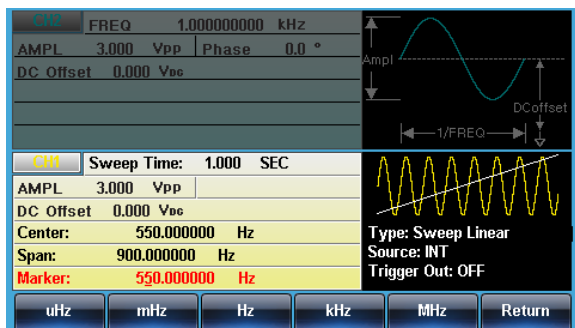 CH2 FREQ 1.000000000 kHz
AMPL 3.000 Vpp Phase 0.0 °
DC Offset 0.000 VDC
Ampl
DCoffset
1/FREQ
CH1 Sweep Time: 1.000 SEC
AMPL 3.000 Vpp
DC Offset 0.000 VDC
Center: 550.000000 Hz
Span: 900.000000 Hz
Marker: 550.000000 Hz
Type: Sweep Linear
Source: INT
Trigger Out: OFF
uHz mHz Hz kHz MHz Return